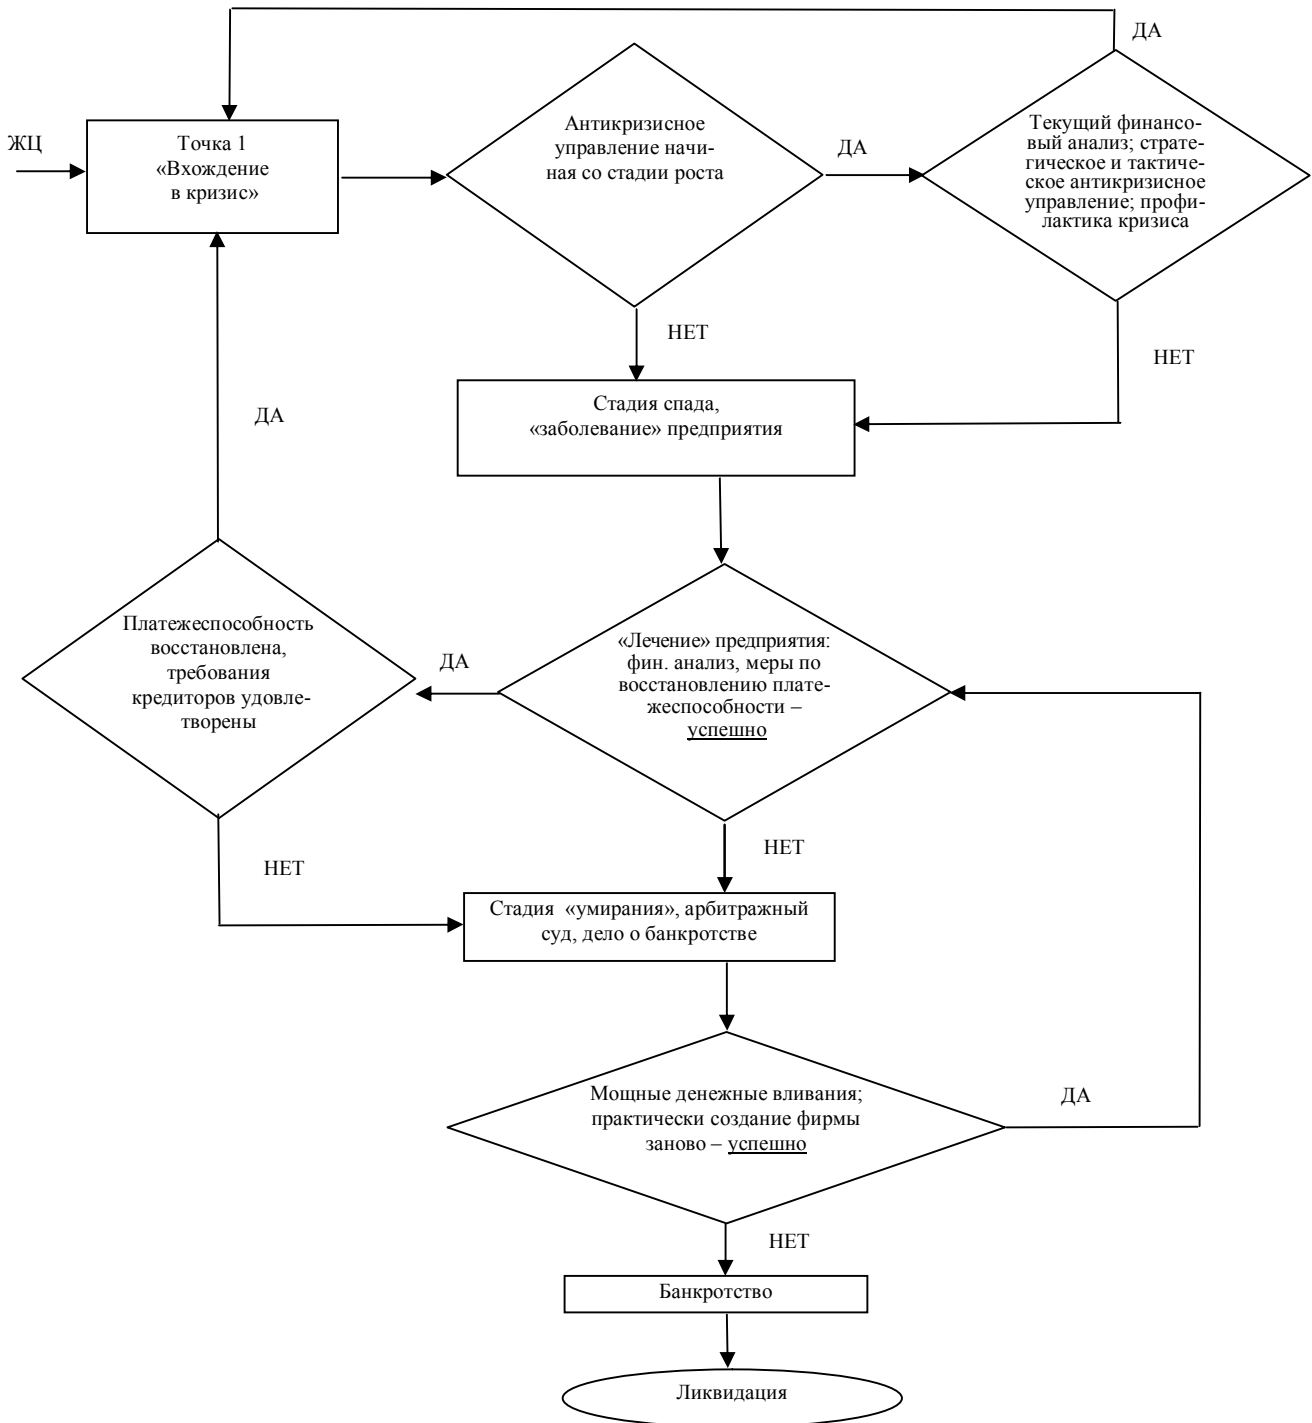 ДА
ЖЦ
Точка 1
«Вхождение
в кризис»
Антикризисное
управление начи-
ная со стадии роста
ДА
Текущий финансо-
вый анализ; страте-
гическое и тактиче-
ское антикризисное
управление; профи-
лактика кризиса
НЕТ
НЕТ
Стадия спада,
«заболевание» предприятия
ДА
Платежеспособность
восстановлена,
требования
кредиторов удовле-
творены
ДА
«Лечение» предприятия:
фин. анализ, меры по
восстановлению плате-
жеспособности –
успешно
НЕТ
НЕТ
Стадия «умирания», арбитражный
суд, дело о банкротстве
Мощные денежные вливания;
практически создание фирмы
заново – успешно
ДА
НЕТ
Банкротство
Ликвидация